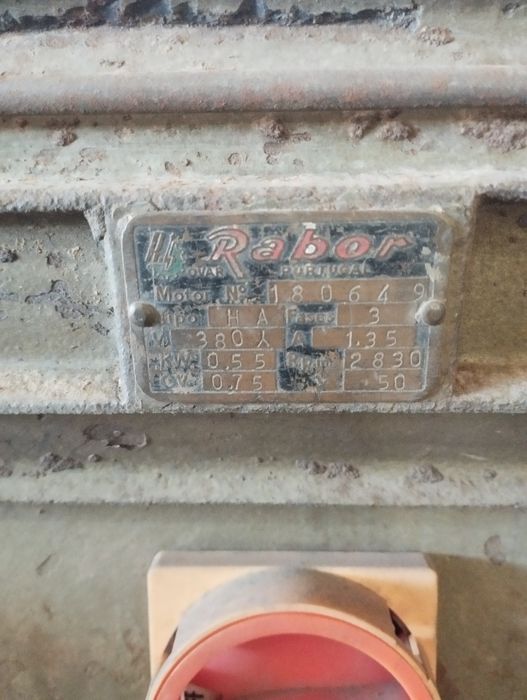 Rabor
OVAR PORTUGAL
Motor Nº 180649
Tipo HA Fases 3
V 380 A 1.35
KW 0.55 2830
CV 0.75 50